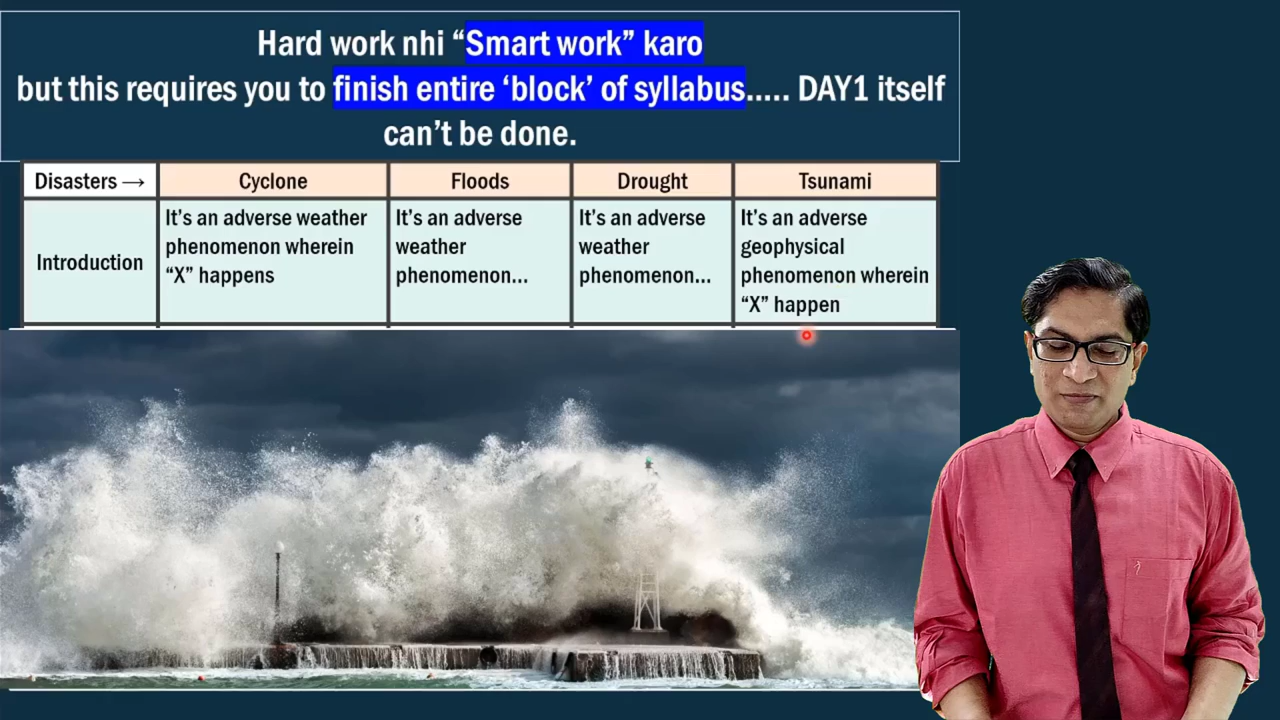 Hard work nhi “Smart work” karo
but this requires you to finish entire ‘block’ of syllabus..... DAY1 itself
can’t be done.
Disasters → Cyclone Floods Drought Tsunami
Introduction
It’s an adverse weather
phenomenon wherein
“X” happens
It’s an adverse
weather
phenomenon...
It’s an adverse
weather
phenomenon...
It’s an adverse
geophysical
phenomenon wherein
“X” happen